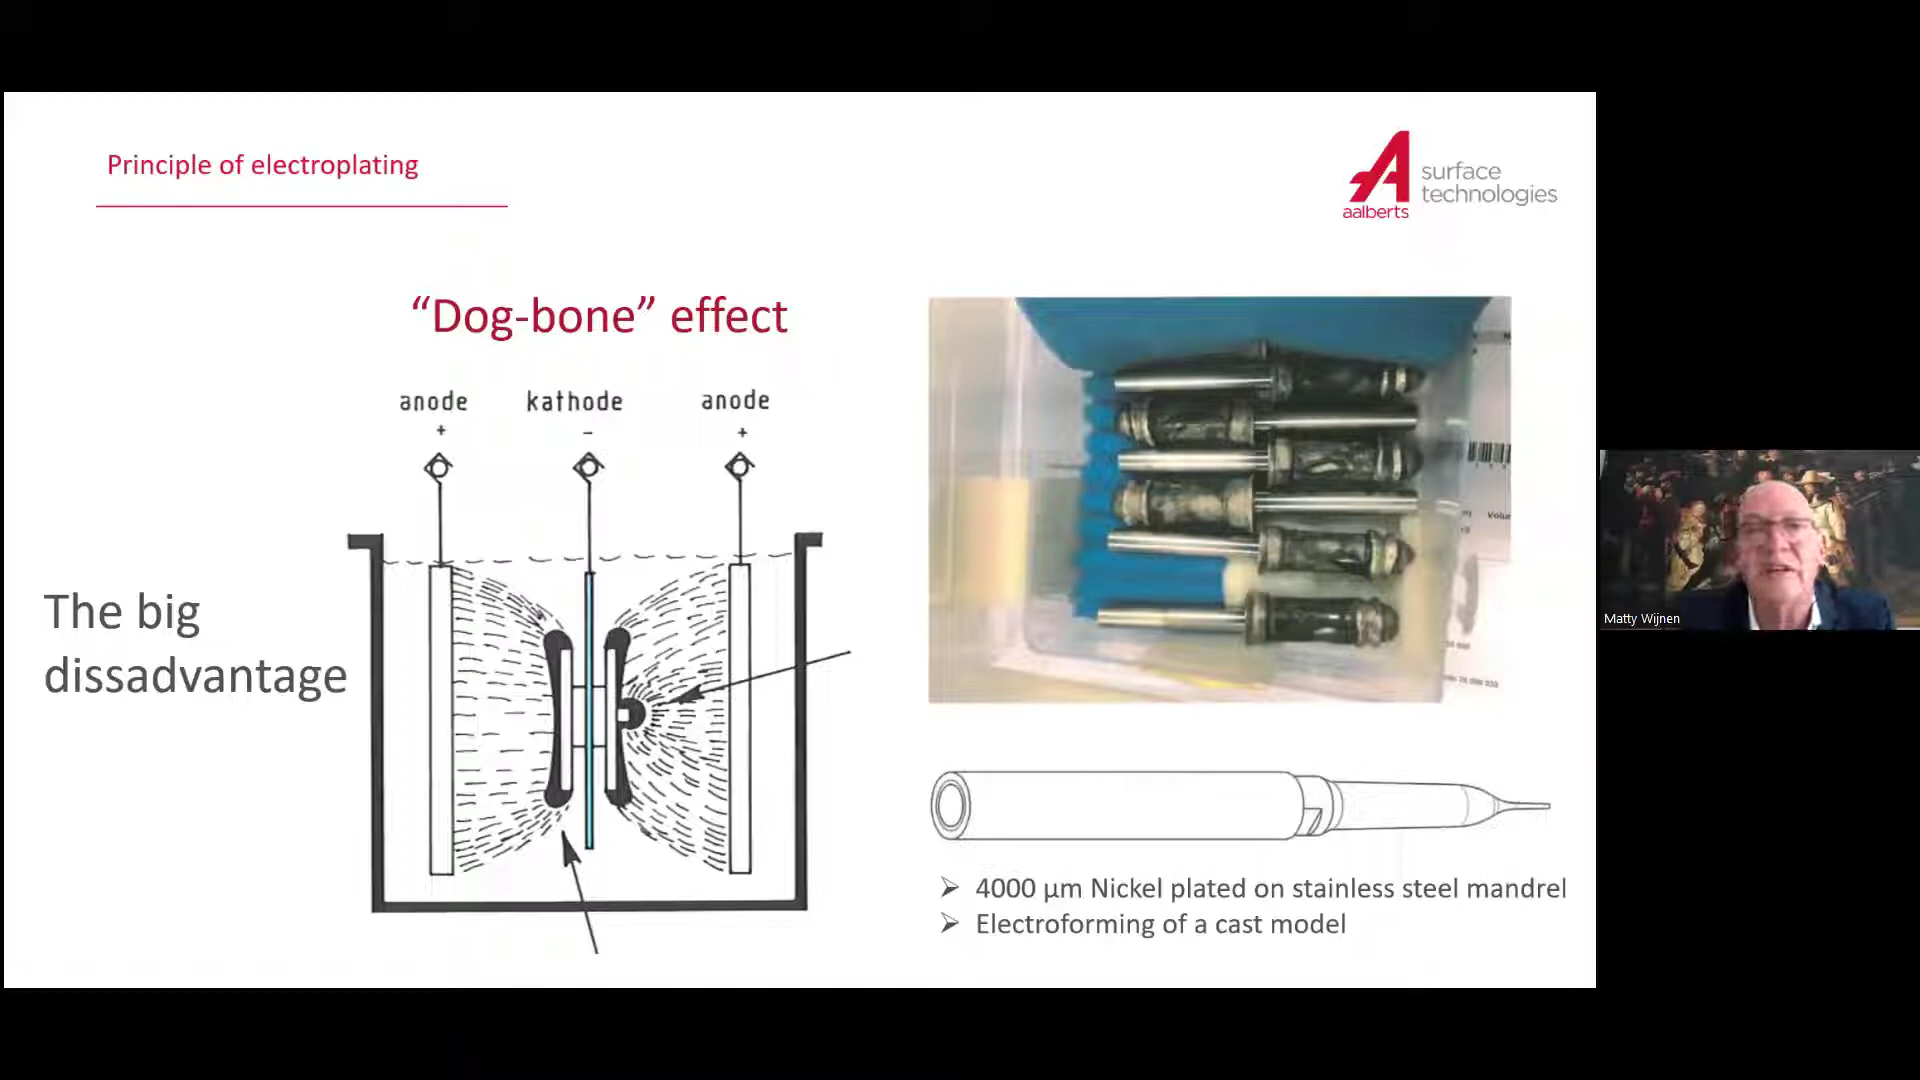 Principle of electroplating
surface
technologies
aalberts
“Dog-bone” effect
anode
kathode
anode
+
-
+
The big
dissadvantage
Volu
Matty Wijnen
➢ 4000 µm Nickel plated on stainless steel mandrel
➢ Electroforming of a cast model